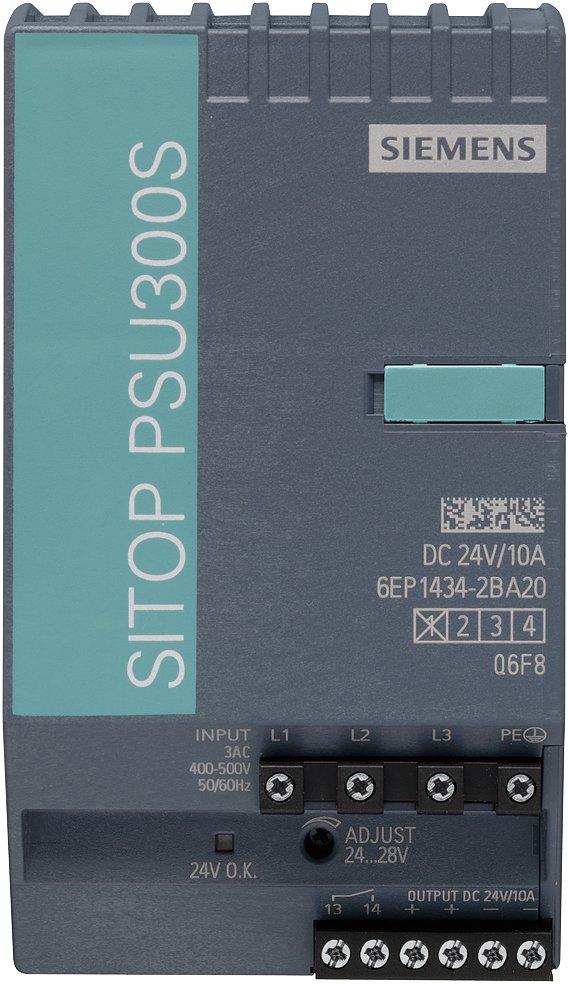 SIEMENS
SITOP PSU300S
DC 24V/10A
6EP1434-2BA20
1 2 3 4
Q6F8
INPUT L1 L2 L3 PE
3AC
400-500V
50/60Hz
ADJUST
24...28V
24V O.K.
OUTPUT DC 24V/10A
13 14 + + − −